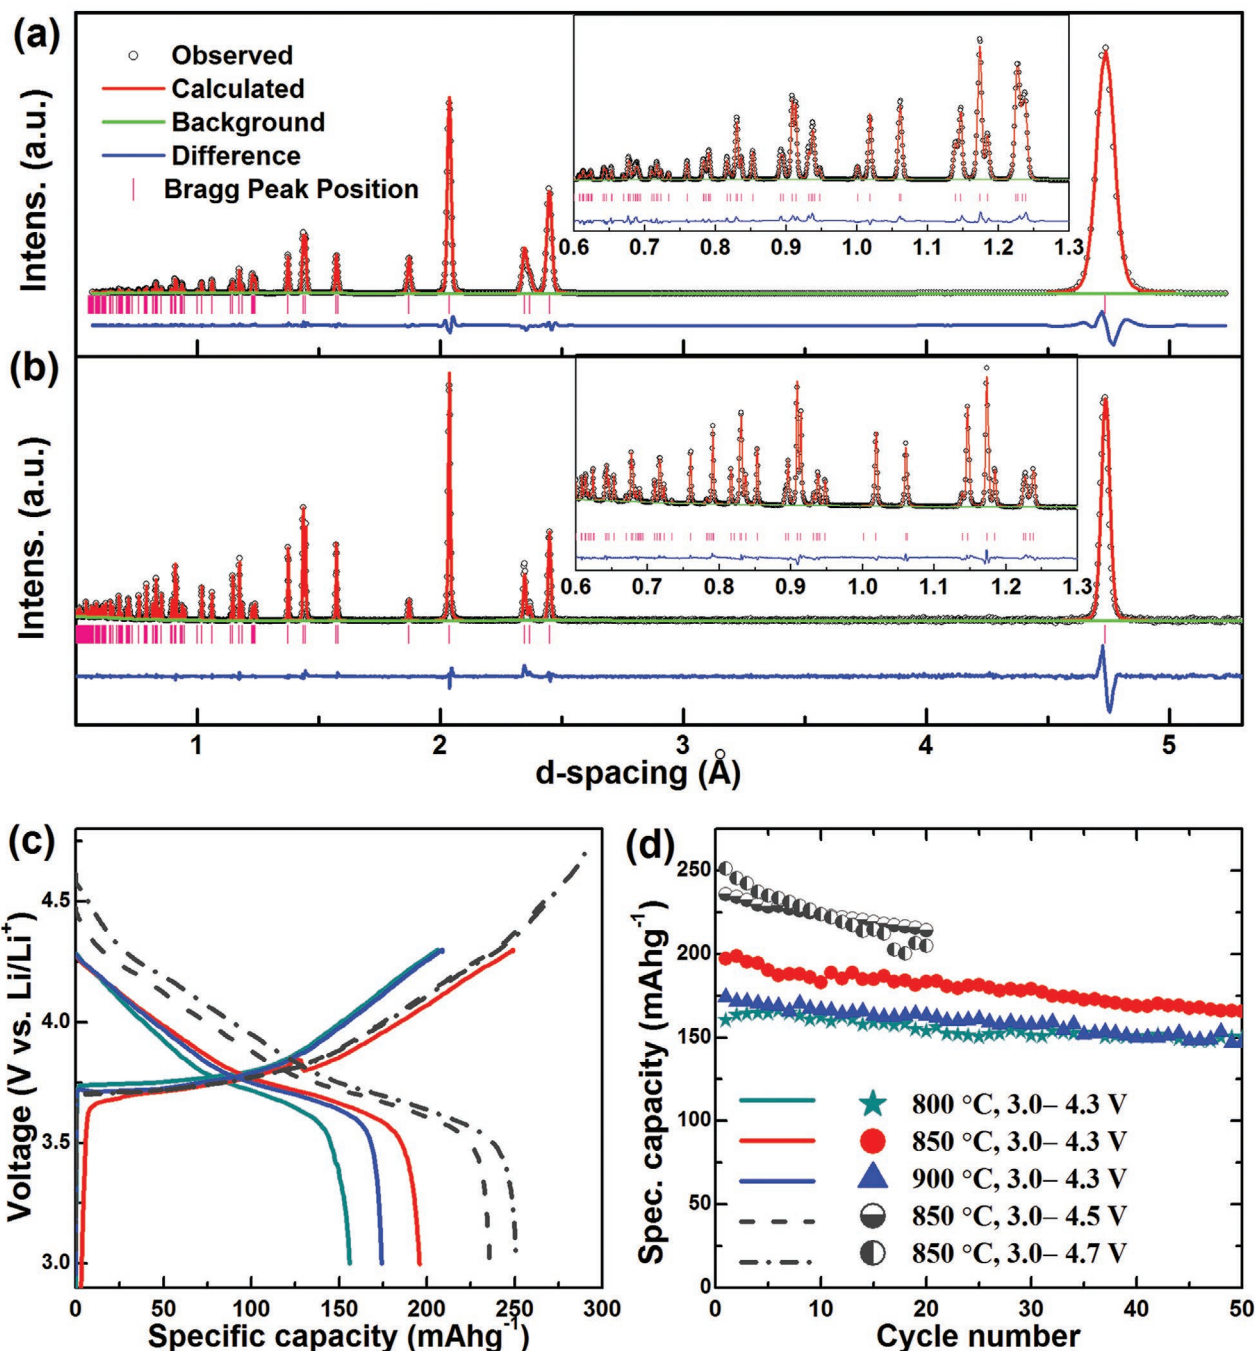 (a)
Observed
Calculated
Background
Difference
Bragg Peak Position
Intens. (a.u.)
0.6 0.7 0.8 0.9 1.0 1.1 1.2 1.3
(b)
Intens. (a.u.)
0.6 0.7 0.8 0.9 1.0 1.1 1.2 1.3
1 2 3 4 5
d-spacing (Å)
(c)
Voltage (V vs. Li/Li⁺)
4.5
4.0
3.5
3.0
0 50 100 150 200 250 300
Specific capacity (mAhg⁻¹)
(d)
Spec. capacity (mAhg⁻¹)
250
200
150
100
50
0
800 °C, 3.0– 4.3 V
850 °C, 3.0– 4.3 V
900 °C, 3.0– 4.3 V
850 °C, 3.0– 4.5 V
850 °C, 3.0– 4.7 V
0 10 20 30 40 50
Cycle number